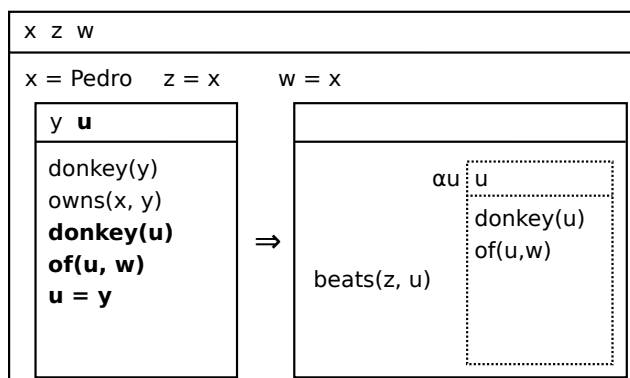 x z w
x = Pedro z = x w = x
y u
donkey(y)
owns(x, y)
donkey(u)
of(u, w)
u = y
⇒
αu
u
donkey(u)
of(u,w)
beats(z, u)